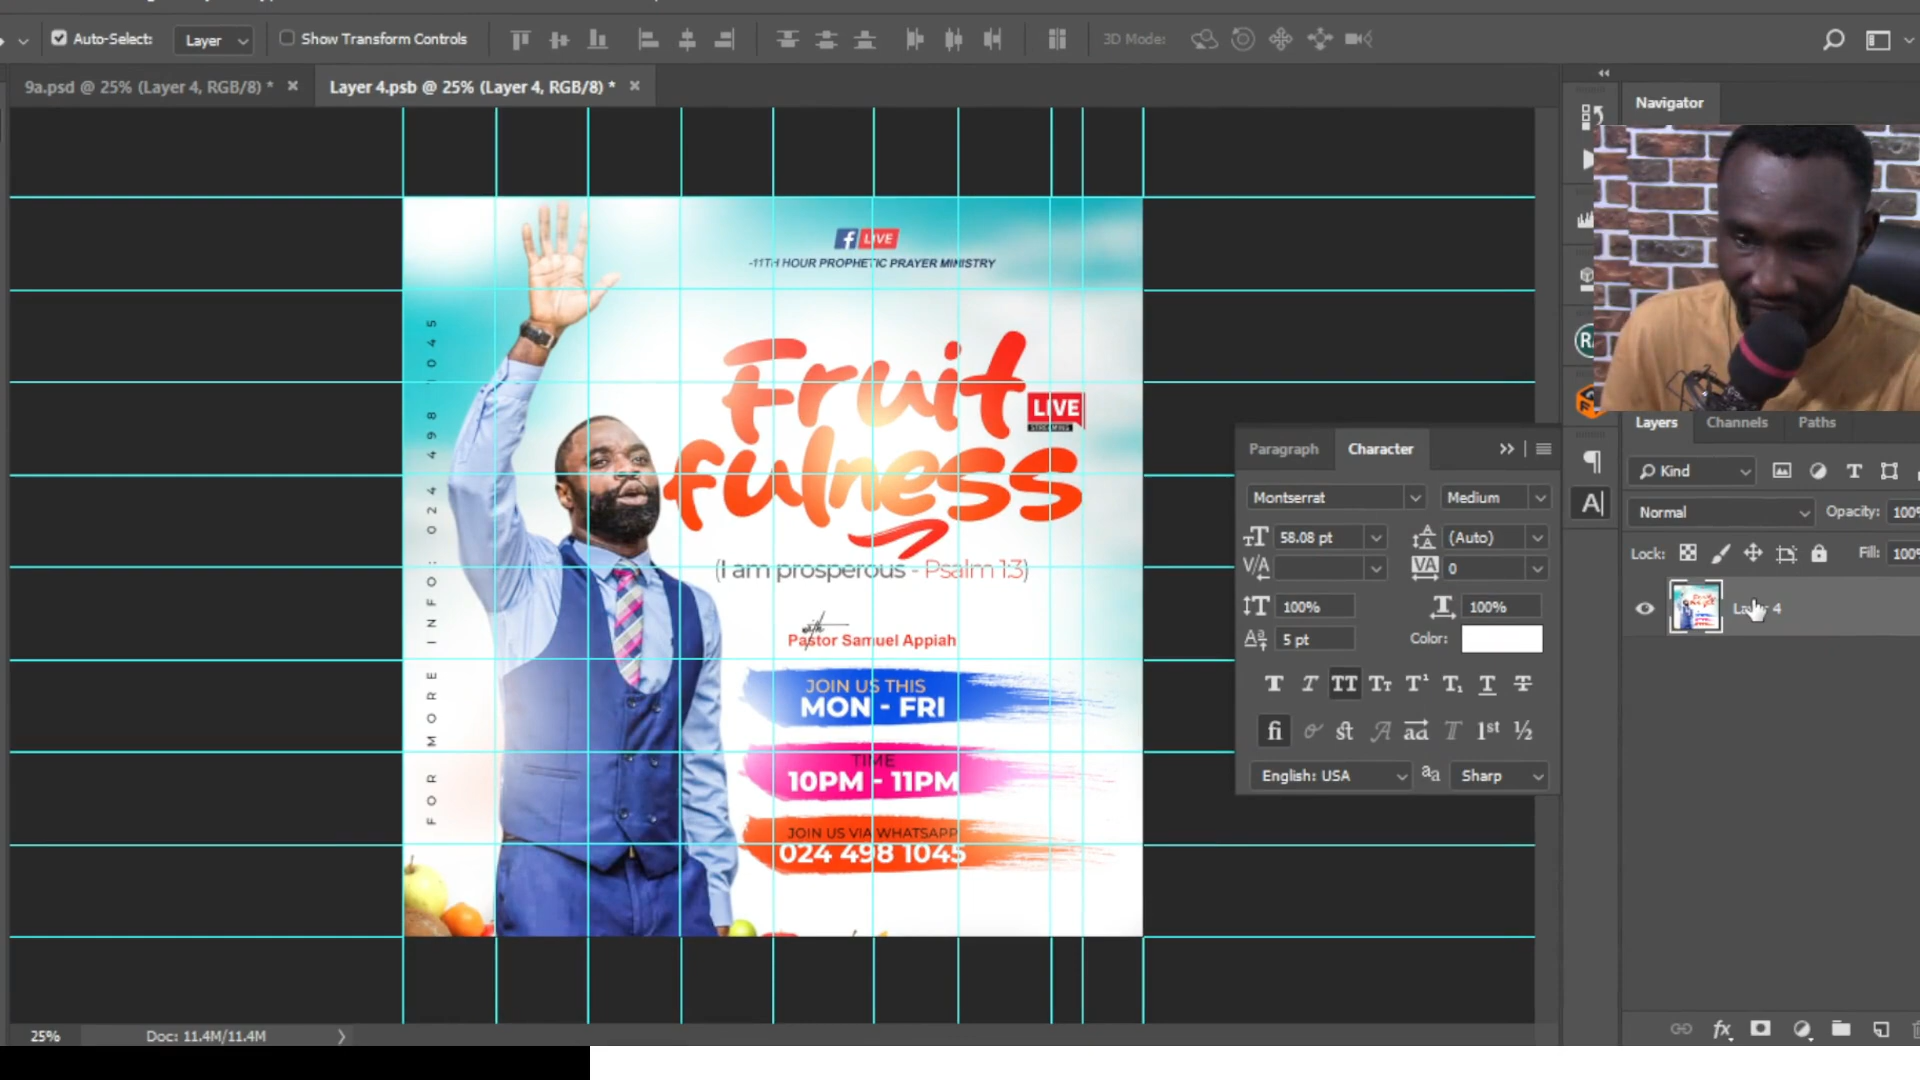 Auto-Select:
Layer
Show Transform Controls
3D Mode:
9a.psd @ 25% (Layer 4, RGB/8) *
Layer 4.psb @ 25% (Layer 4, RGB/8) *
Navigator
f LIVE
-11TH HOUR PROPHETIC PRAYER MINISTRY
FOR MORE INFO: 024 498 1045
Fruit
fulness
LIVE
STREAMING
(I am prosperous - Psalm 1:3)
with
Pastor Samuel Appiah
JOIN US THIS
MON - FRI
TIME
10PM - 11PM
JOIN US VIA WHATSAPP
024 498 1045
Paragraph
Character
Montserrat
Medium
58.08 pt
(Auto)
0
100%
100%
5 pt
Color:
English: USA
Sharp
Layers
Channels
Paths
Kind
Normal
Opacity: 100
Lock:
Fill: 100
Layer 4
25%
Doc: 11.4M/11.4M